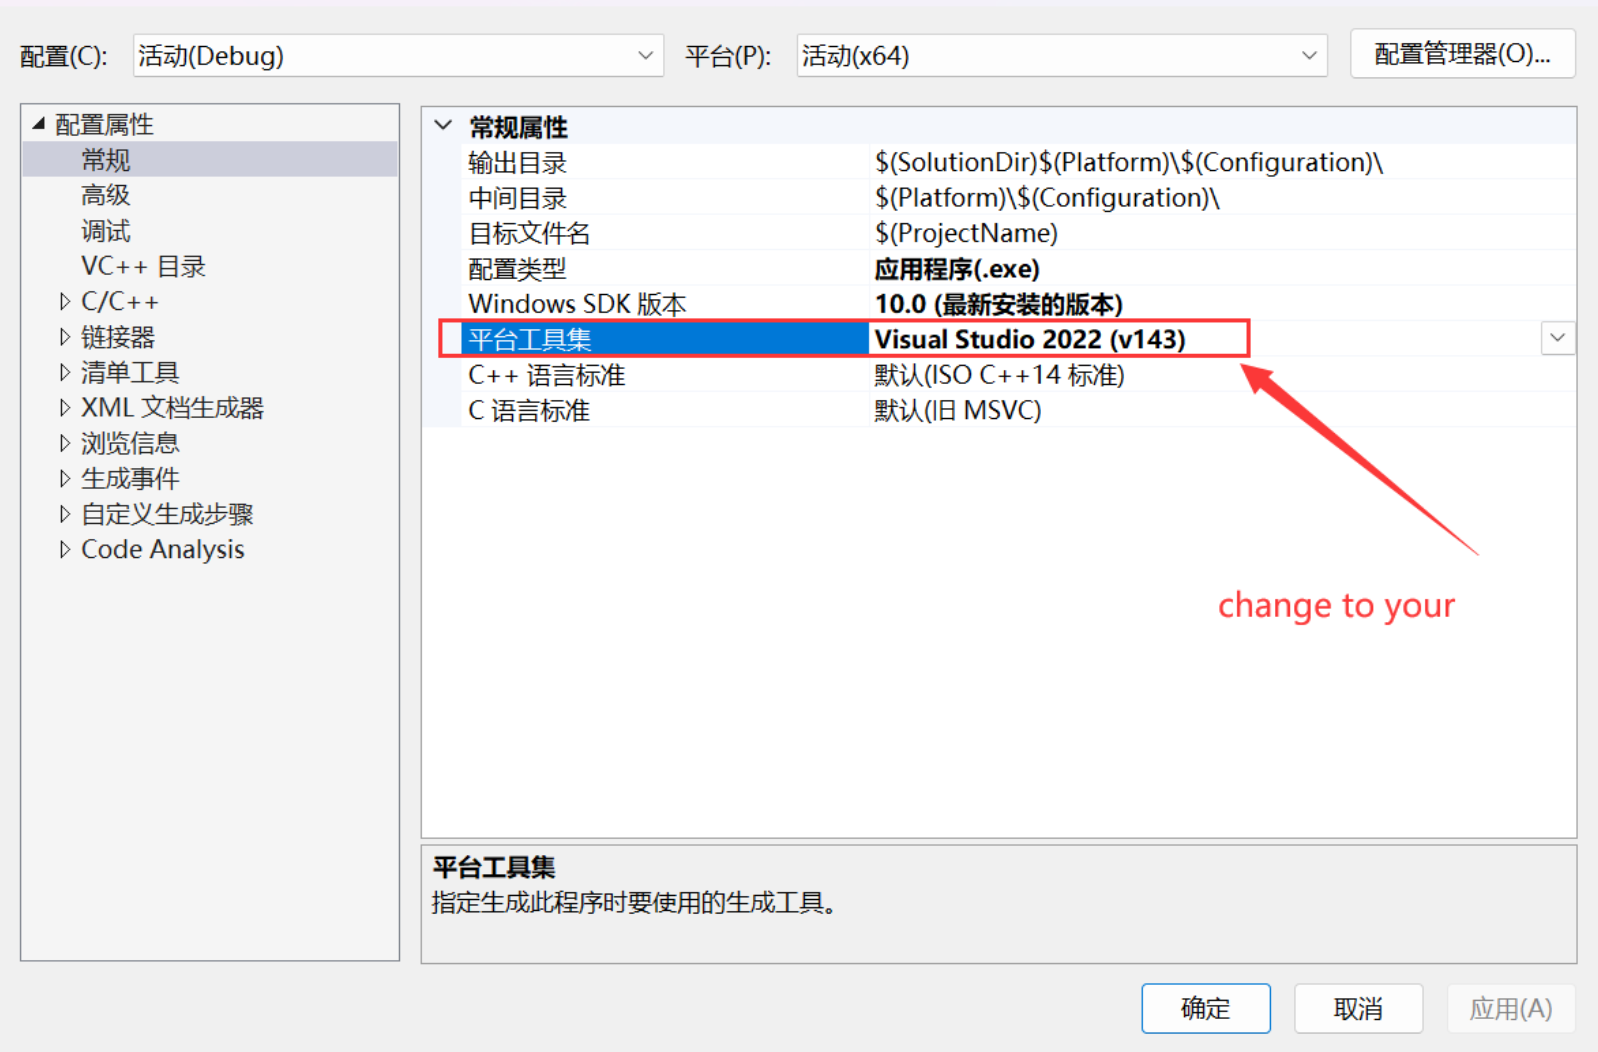 配置(C): 活动(Debug) 平台(P): 活动(x64) 配置管理器(O)...
配置属性
常规
高级
调试
VC++ 目录
C/C++
链接器
清单工具
XML 文档生成器
浏览信息
生成事件
自定义生成步骤
Code Analysis
常规属性
输出目录 $(SolutionDir)$(Platform)\$(Configuration)\
中间目录 $(Platform)\$(Configuration)\
目标文件名 $(ProjectName)
配置类型 应用程序(.exe)
Windows SDK 版本 10.0 (最新安装的版本)
平台工具集 Visual Studio 2022 (v143)
C++ 语言标准 默认(ISO C++14 标准)
C 语言标准 默认(旧 MSVC)
change to your
平台工具集
指定生成此程序时要使用的生成工具。
确定 取消 应用(A)